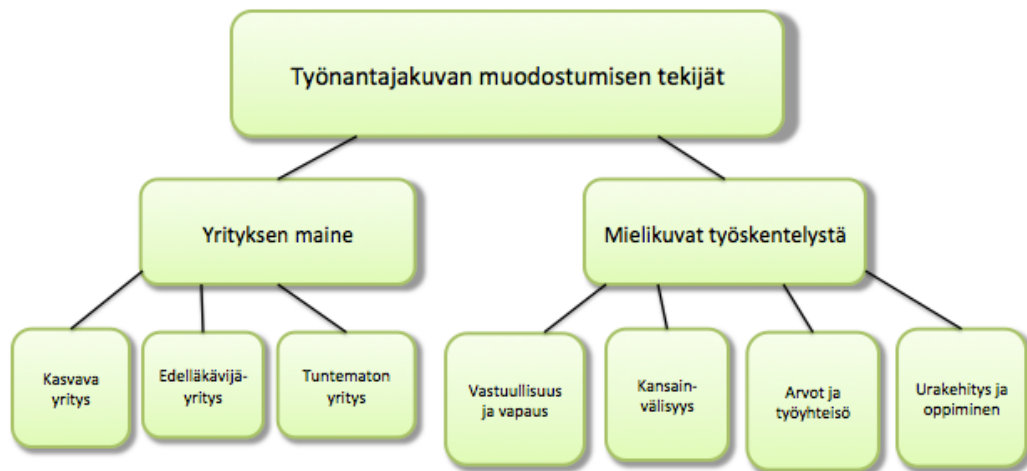 Työnantajakuvan muodostumisen tekijät
Yrityksen maine
Mielikuvat työskentelystä
Kasvava
yritys
Edelläkävijä-
yritys
Tuntematon
yritys
Vastuullisuus
ja vapaus
Kansain-
välisyys
Arvot ja
työyhteisö
Urakehitys ja
oppiminen